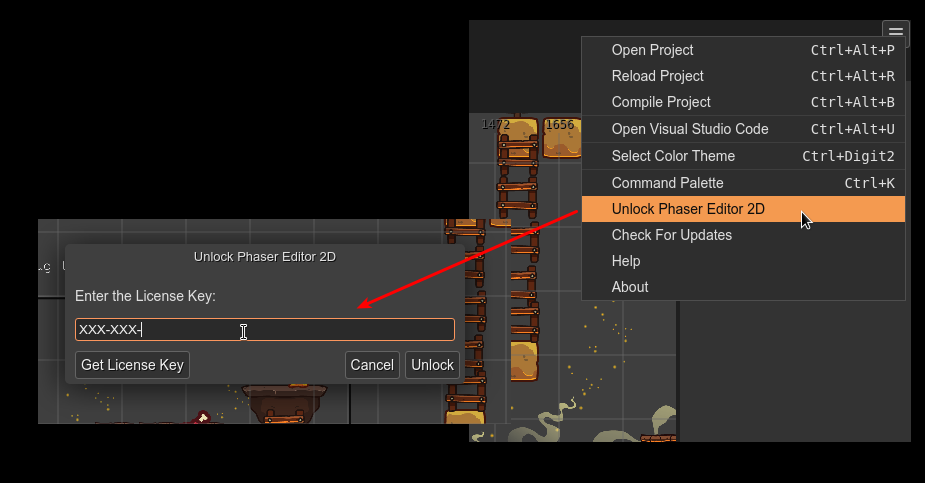 Open Project Ctrl+Alt+P
Reload Project Ctrl+Alt+R
Compile Project Ctrl+Alt+B
1472 1656
Open Visual Studio Code Ctrl+Alt+U
Select Color Theme Ctrl+Digit2
Command Palette Ctrl+K
Unlock Phaser Editor 2D
Check For Updates
Help
About
Unlock Phaser Editor 2D
Enter the License Key:
XXX-XXX-
Get License Key Cancel Unlock